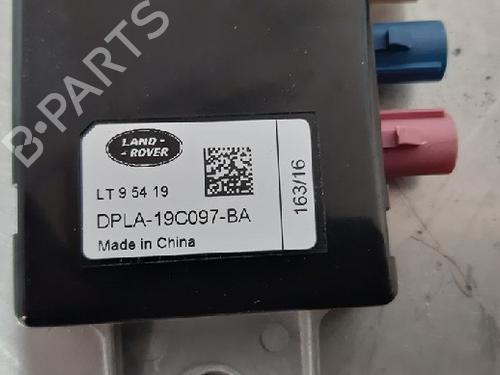 B-PARTS
LAND-
-ROVER
LT 9 54 19
163/16
DPLA-19C097-BA
Made in China